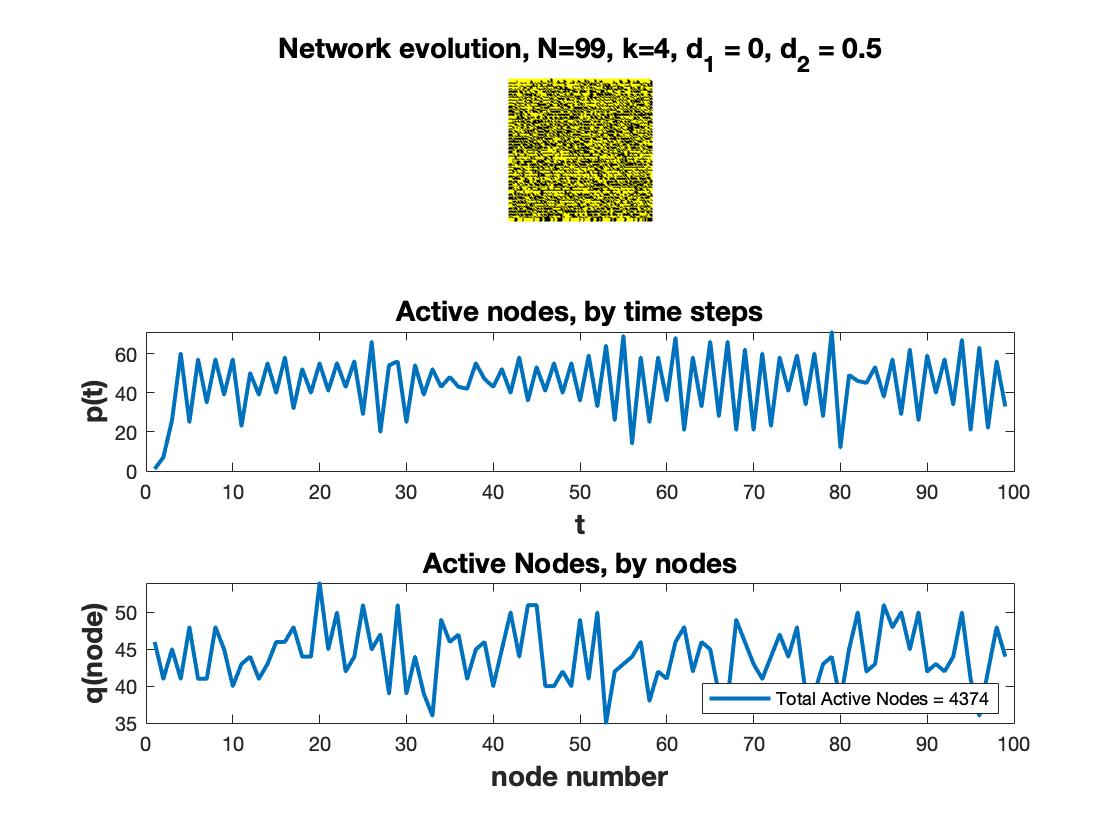 Network evolution, N=99, k=4, d1 = 0, d2 = 0.5
Active nodes, by time steps
p(t)
60
40
20
0
0 10 20 30 40 50 60 70 80 90 100
t
Active Nodes, by nodes
q(node)
50
45
40
35
Total Active Nodes = 4374
0 10 20 30 40 50 60 70 80 90 100
node number